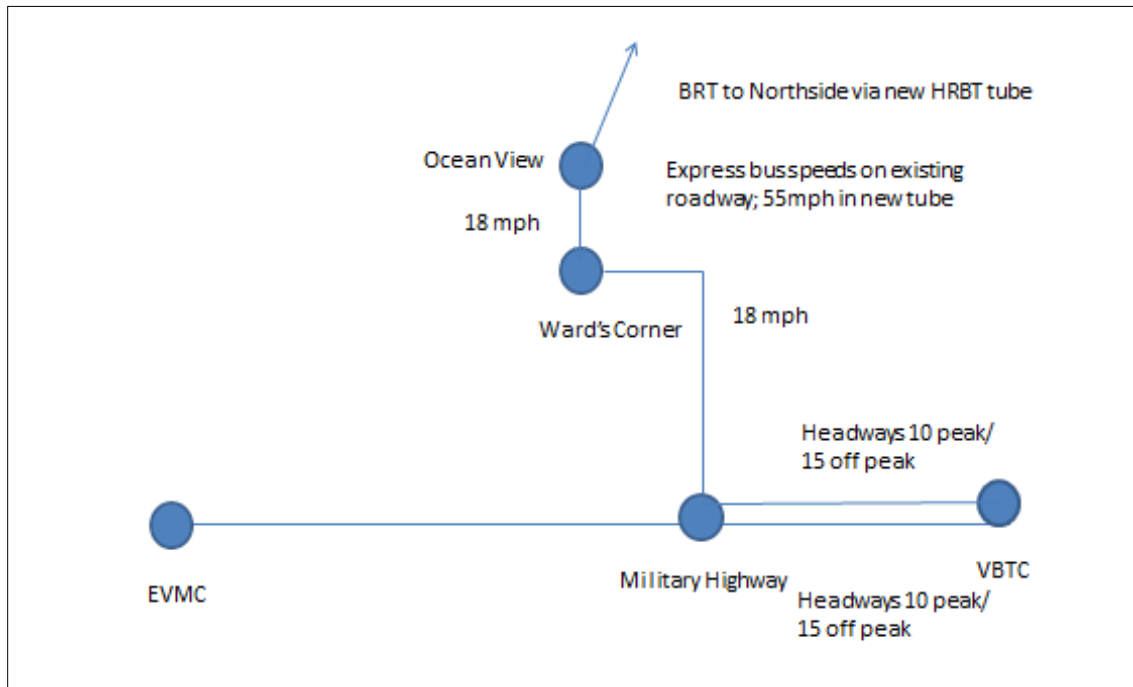 BRT to Northside via new HRBT tube
Ocean View
Express bus speeds on existing
roadway; 55mph in new tube
18 mph
Ward's Corner
18 mph
Headways 10 peak/
15 off peak
EVMC
Military Highway
VBTC
Headways 10 peak/
15 off peak